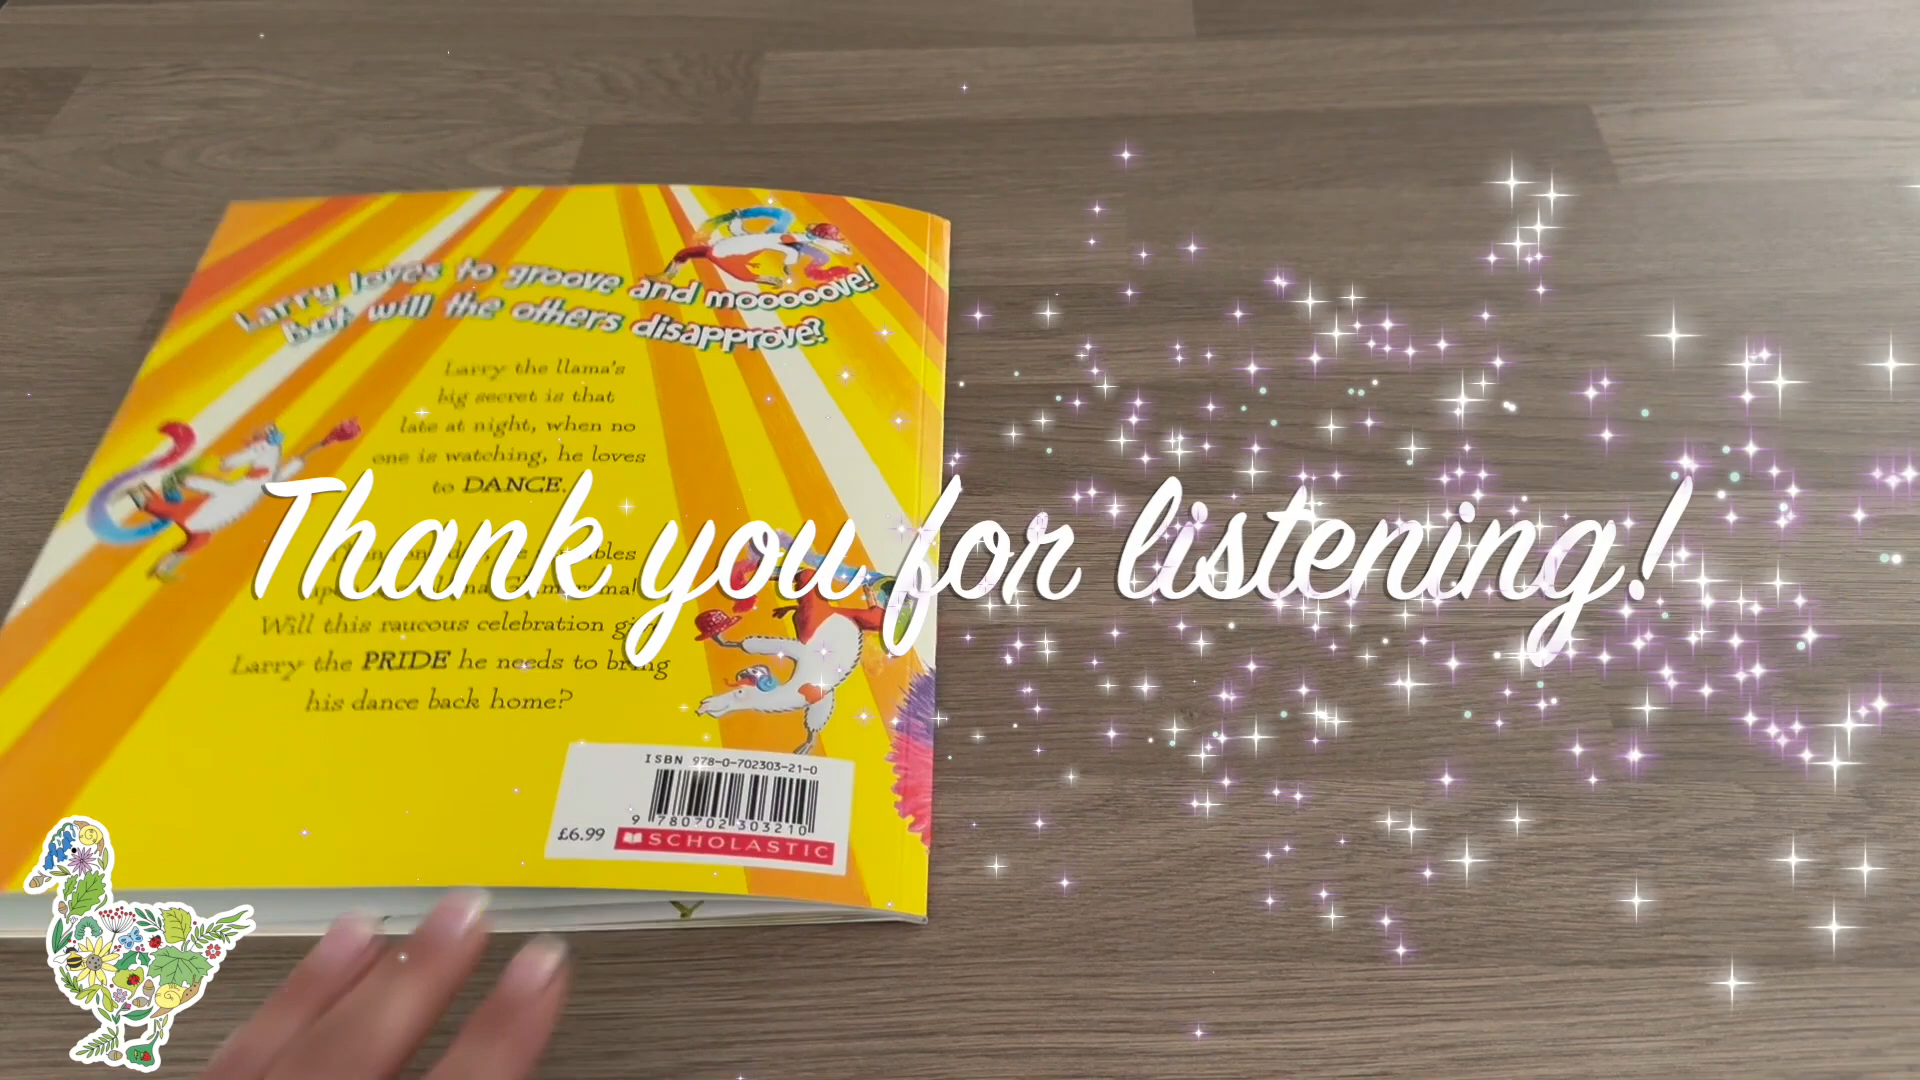 Larry loves to groove and mooooove!
But will the others disapprove?
Larry the llama's
big secret is that
late at night, when no
one is watching, he loves
to DANCE.
Thank you for listening!
Will this raucous celebration
Larry the PRIDE he needs to bring
his dance back home?
ISBN 978-0-702303-21-0
9 780702 303210
£6.99
SCHOLASTIC